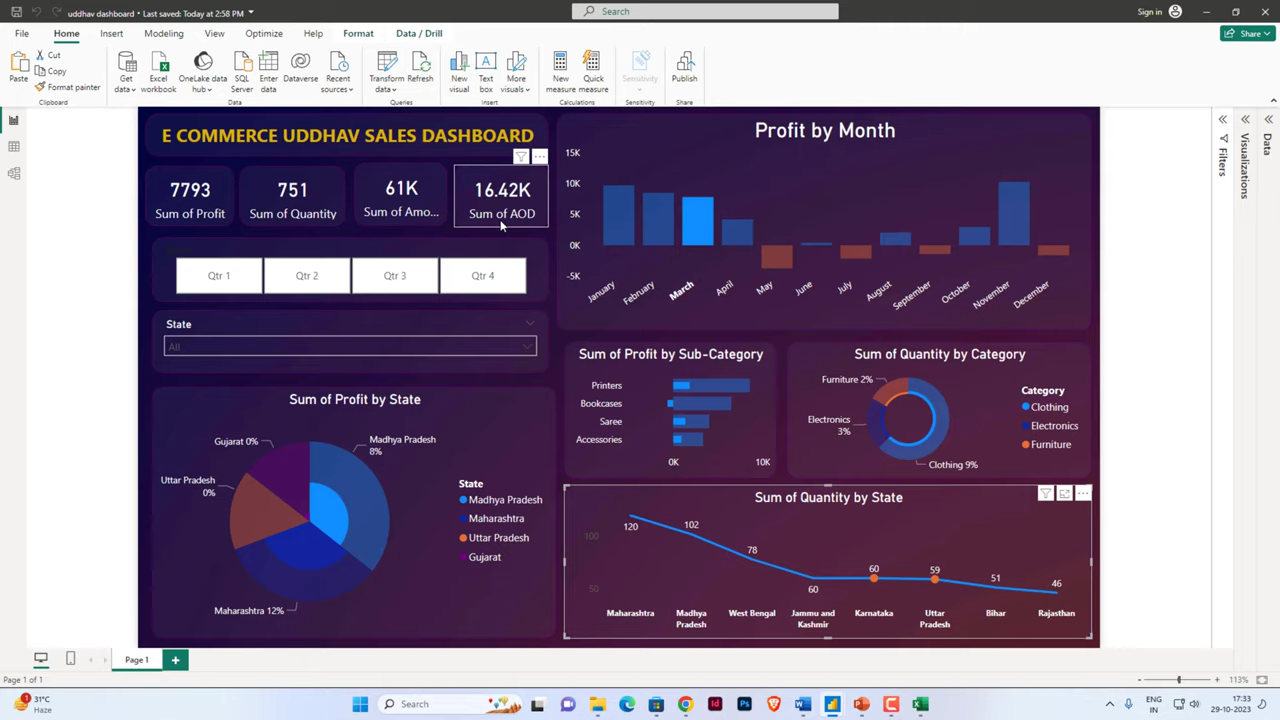 uddhav dashboard • Last saved: Today at 2:58 PM
Search
Sign in
File Home Insert Modeling View Optimize Help Format Data / Drill
Share
Paste
Cut
Copy
Format painter
Get data
Excel workbook
OneLake data hub
SQL Server
Enter data
Dataverse
Recent sources
Transform data
Refresh
New visual
Text box
More visuals
New measure
Quick measure
Sensitivity
Publish
Clipboard
Data
Queries
Insert
Calculations
Sensitivity
Share
E COMMERCE UDDHAV SALES DASHBOARD
7793
Sum of Profit
751
Sum of Quantity
61K
Sum of Amo...
16.42K
Sum of AOD
Qtr 1
Qtr 2
Qtr 3
Qtr 4
State
All
Profit by Month
15K
10K
5K
0K
-5K
January
February
March
April
May
June
July
August
September
October
November
December
Sum of Profit by Sub-Category
Printers
Bookcases
Saree
Accessories
0K
10K
Sum of Quantity by Category
Furniture 2%
Electronics
3%
Clothing 9%
Category
Clothing
Electronics
Furniture
Sum of Profit by State
Gujarat 0%
Madhya Pradesh
8%
Uttar Pradesh
0%
Maharashtra 12%
State
Madhya Pradesh
Maharashtra
Uttar Pradesh
Gujarat
Sum of Quantity by State
100
50
120
102
78
60
60
59
51
46
Maharashtra
Madhya Pradesh
West Bengal
Jammu and Kashmir
Karnataka
Uttar Pradesh
Bihar
Rajasthan
Filters
Visualizations
Data
Page 1
Page 1 of 1
113%
31°C
Haze
Search
ENG
IN
17:33
29-10-2023